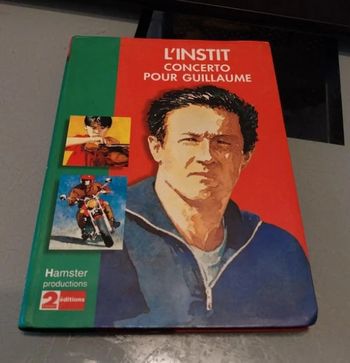 L'INSTIT
CONCERTO
POUR GUILLAUME
Hamster
productions
2 éditions